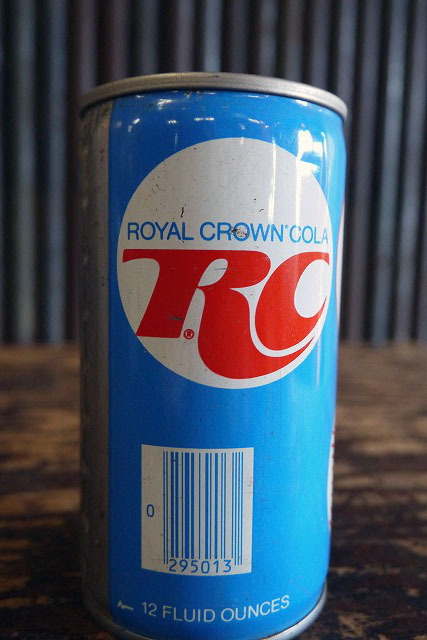 ROYAL CROWN COLA
RC®
0
295013
12 FLUID OUNCES